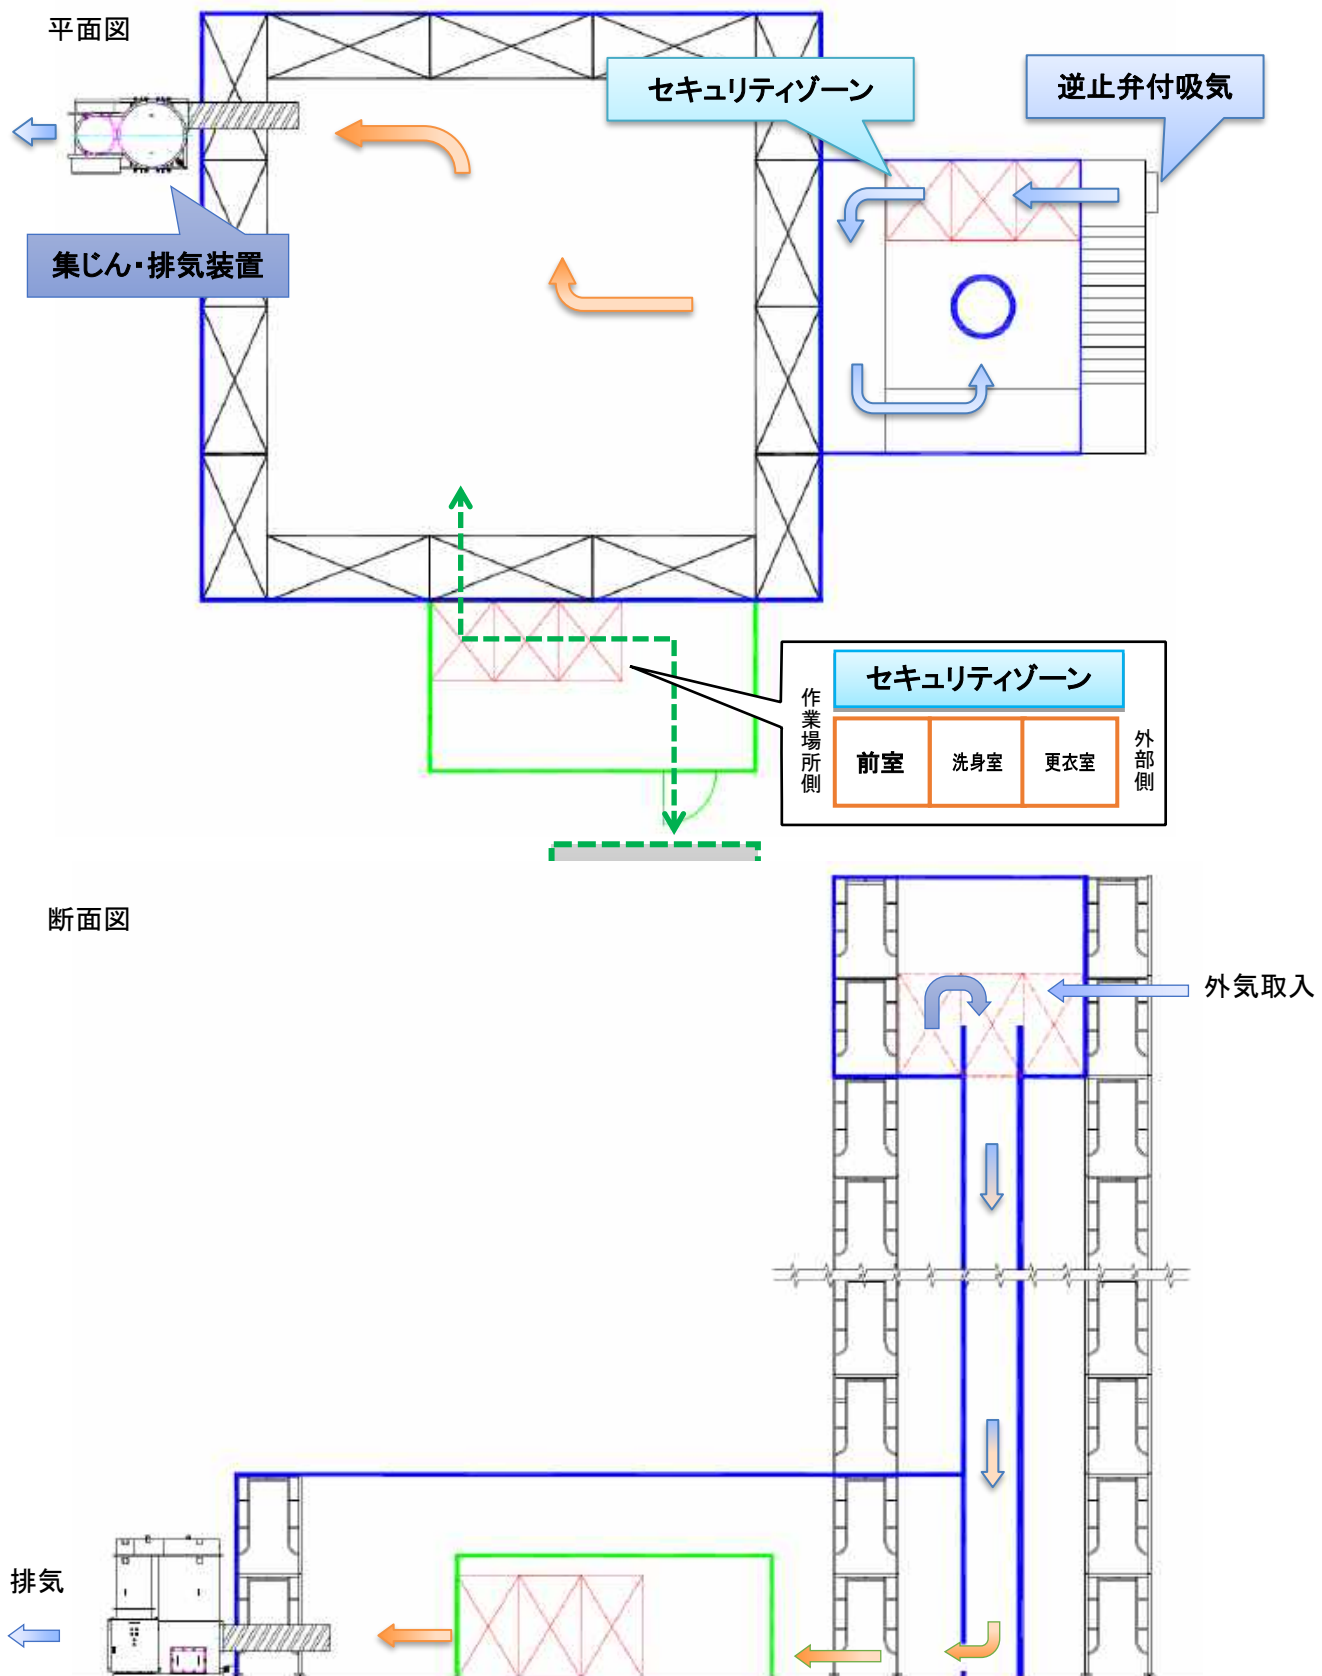 平面図
セキュリティゾーン
逆止弁付吸気
集じん・排気装置
セキュリティゾーン
作業場所側
前室
洗身室
更衣室
外部側
断面図
外気取入
排気